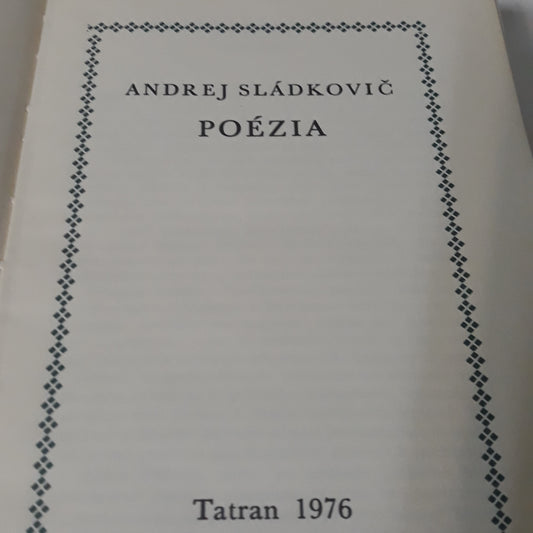 ANDREJ SLÁDKOVIČ
POÉZIA
Tatran 1976